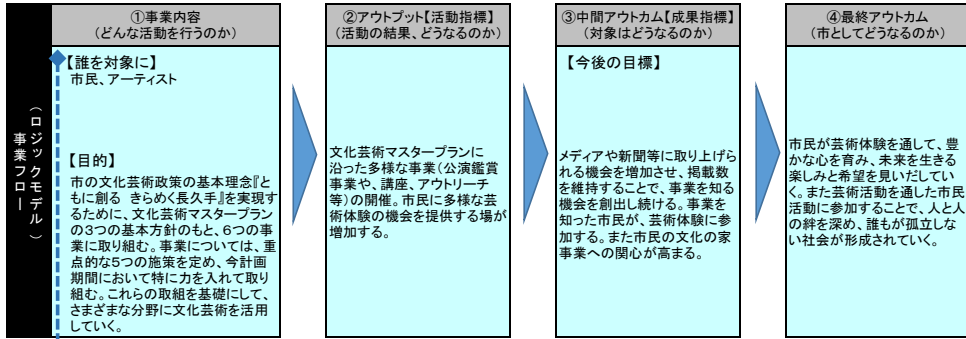 事業フロー
（ロジックモデル）
①事業内容
（どんな活動を行うのか）
【誰を対象に】
市民、アーティスト
【目的】
市の文化芸術政策の基本理念『と
もに創る きらめく長久手』を実現す
るために、文化芸術マスタープラン
の３つの基本方針のもと、６つの事
業に取り組む。事業については、重
点的な５つの施策を定め、今計画
期間において特に力を入れて取り
組む。これらの取組を基礎にして、
さまざまな分野に文化芸術を活用
していく。
②アウトプット【活動指標】
（活動の結果、どうなるのか）
文化芸術マスタープランに
沿った多様な事業（公演鑑賞
事業や、講座、アウトリーチ
等）の開催。市民に多様な芸
術体験の機会を提供する場が
増加する。
③中間アウトカム【成果指標】
（対象はどうなるのか）
【今後の目標】
メディアや新聞等に取り上げら
れる機会を増加させ、掲載数
を維持することで、事業を知る
機会を創出し続ける。事業を
知った市民が、芸術体験に参
加する。また市民の文化の家
事業への関心が高まる。
④最終アウトカム
（市としてどうなるのか）
市民が芸術体験を通して、豊
かな心を育み、未来を生きる
楽しみと希望を見いだしてい
く。また芸術活動を通した市民
活動に参加することで、人と人
の絆を深め、誰もが孤立しな
い社会が形成されていく。